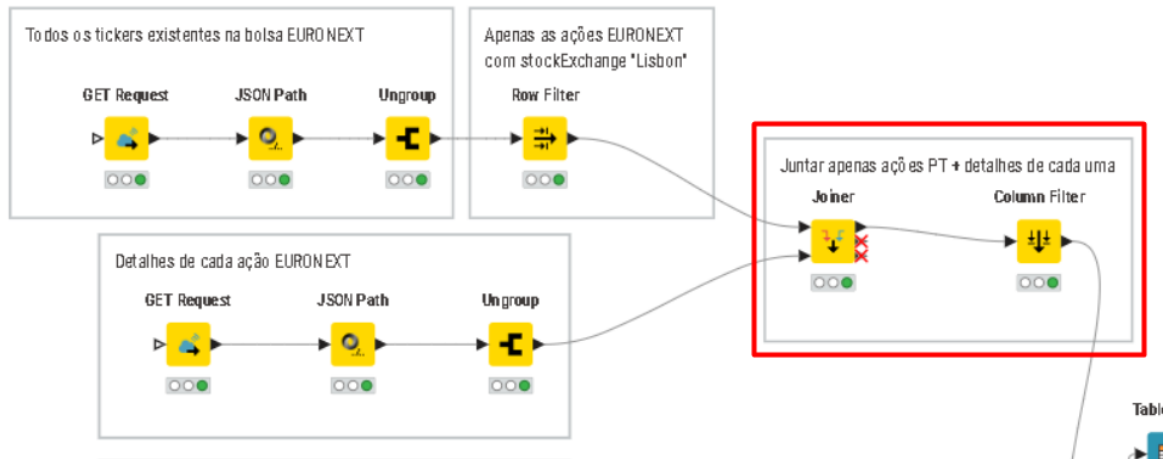 Todos os tickers existentes na bolsa EURONEXT
GET Request
JSON Path
Ungroup
Apenas as ações EURONEXT
com stockExchange "Lisbon"
Row Filter
Juntar apenas ações PT + detalhes de cada uma
Joiner
Column Filter
Detalhes de cada ação EURONEXT
GET Request
JSON Path
Ungroup